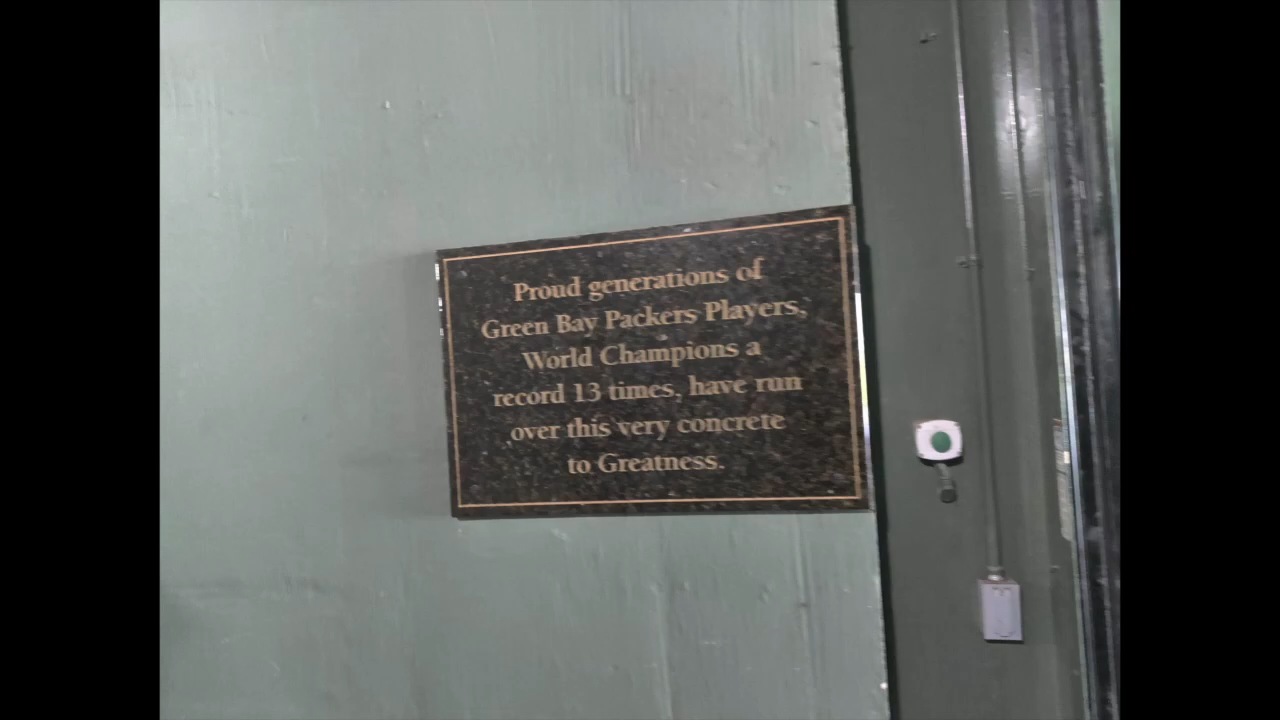 Proud generations of
Green Bay Packers Players,
World Champions a
record 13 times, have run
over this very concrete
to Greatness.